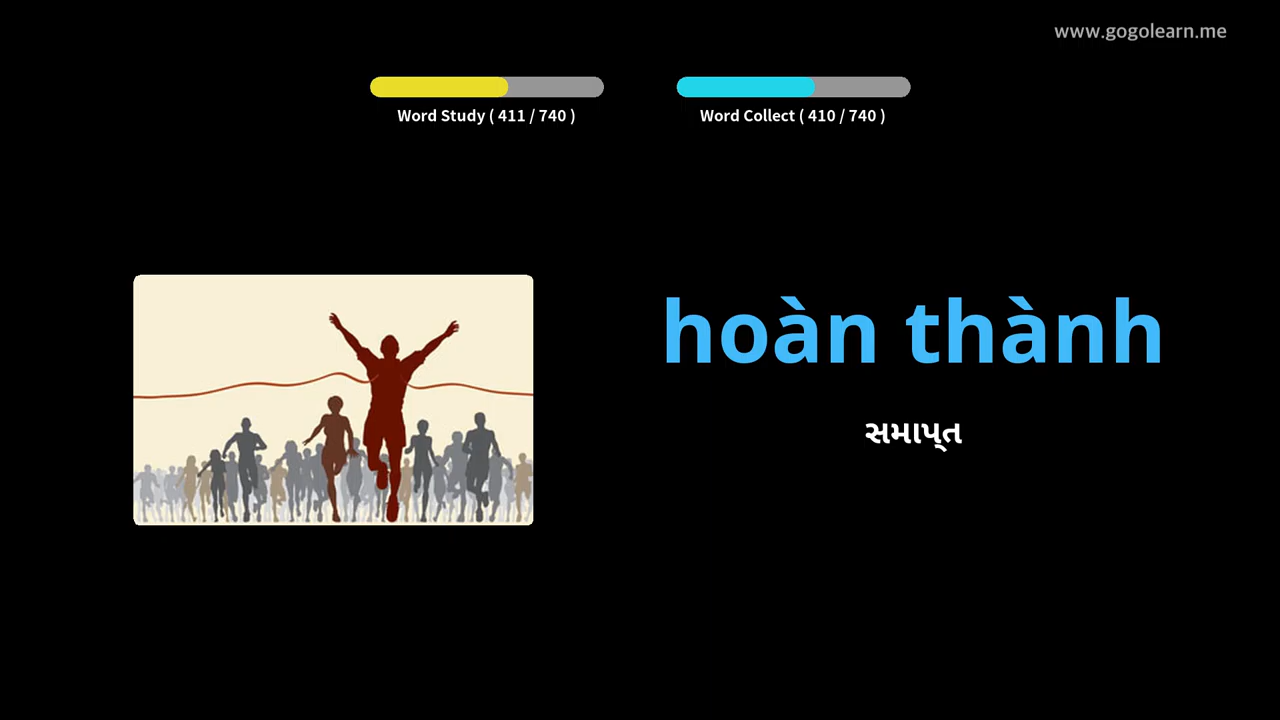 www.gogolearn.me
Word Study ( 411 / 740 )
Word Collect ( 410 / 740 )
hoàn thành
સમાપ્ત